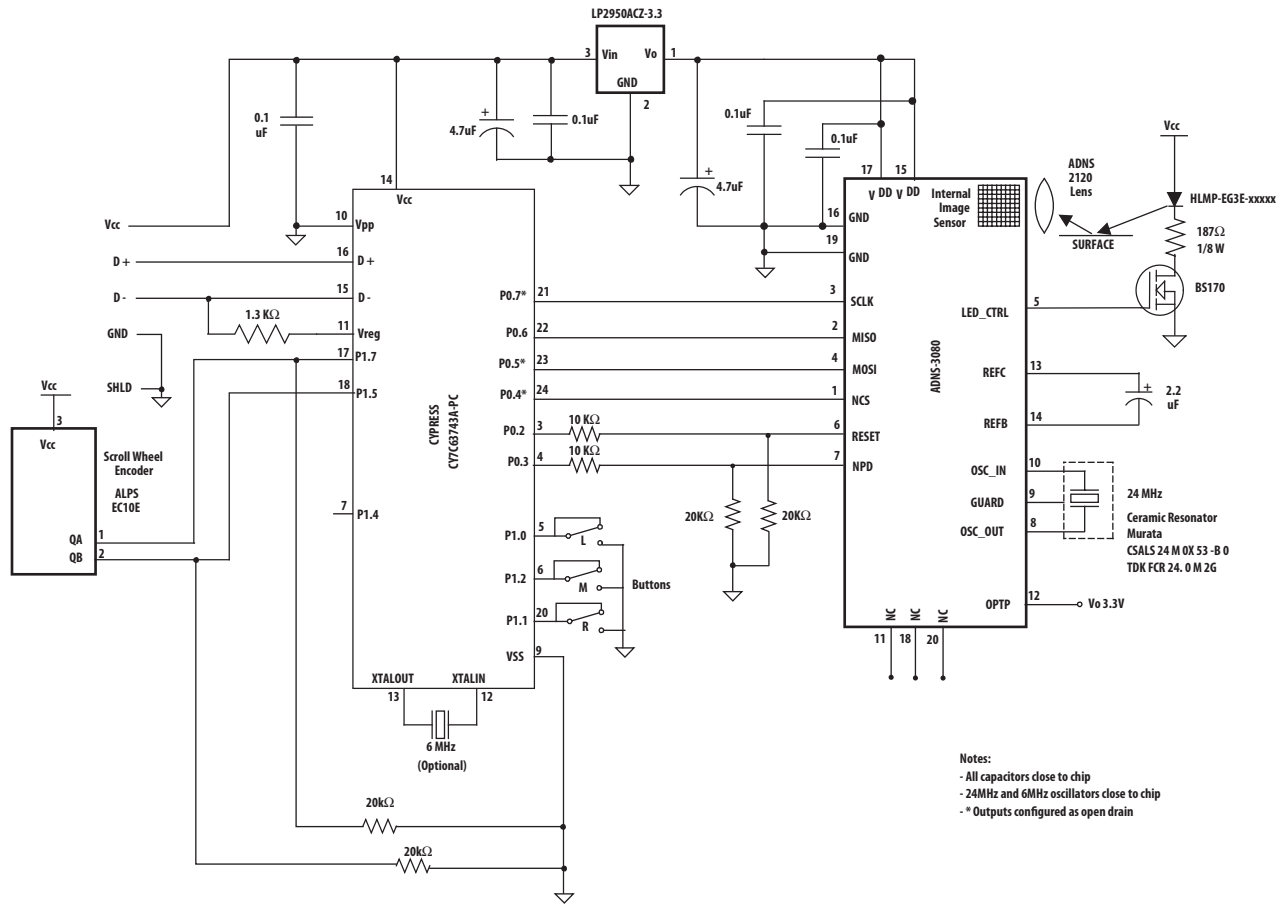 LP2950ACZ-3.3
3 Vin Vo 1
GND
2
0.1
uF
4.7uF
+
0.1uF
0.1uF
0.1uF
+
4.7uF
14
Vcc
Vcc
10 Vpp
16 D+
D+
15 D-
D-
1.3 KΩ
11 Vreg
GND
17 P1.7
SHLD
18 P1.5
Vcc
3
Vcc
Scroll Wheel
Encoder
ALPS
EC10E
QA 1
QB 2
7 P1.4
CYPRESS
CY7C63743A-PC
P0.7* 21
P0.6 22
P0.5* 23
P0.4* 24
P0.2 3
10 KΩ
P0.3 4
10 KΩ
20KΩ
20KΩ
P1.0 5
L
P1.2 6
M
Buttons
P1.1 20
R
VSS 9
XTALOUT XTALIN
13 12
6 MHz
(Optional)
20kΩ
20kΩ
17 15
V DD V DD
Internal
Image
Sensor
16 GND
19 GND
3 SCLK
2 MISO
4 MOSI
1 NCS
6 RESET
7 NPD
ADNS-3080
LED_CTRL 5
REFC 13
REFB 14
OSC_IN 10
GUARD 9
OSC_OUT 8
OPTP 12
Vo 3.3V
NC NC NC
11 18 20
ADNS
2120
Lens
SURFACE
Vcc
HLMP-EG3E-xxxxx
187Ω
1/8 W
BS170
+
2.2
uF
24 MHz
Ceramic Resonator
Murata
CSALS 24 M 0X 53 -B 0
TDK FCR 24. 0 M 2G
Notes:
- All capacitors close to chip
- 24MHz and 6MHz oscillators close to chip
- * Outputs configured as open drain